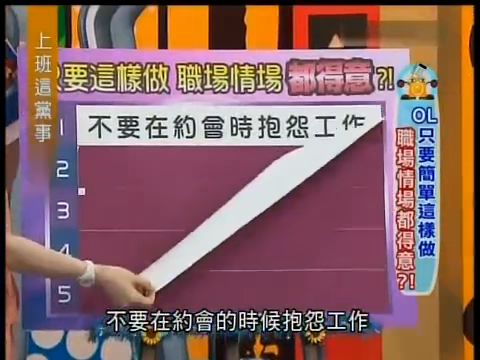 上班這黨事
只要這樣做 職場情場都得意?!
1 不要在約會時抱怨工作
2
3
4
5
OL只要簡單這樣做
職場情場都得意?!
不要在約會的時候抱怨工作